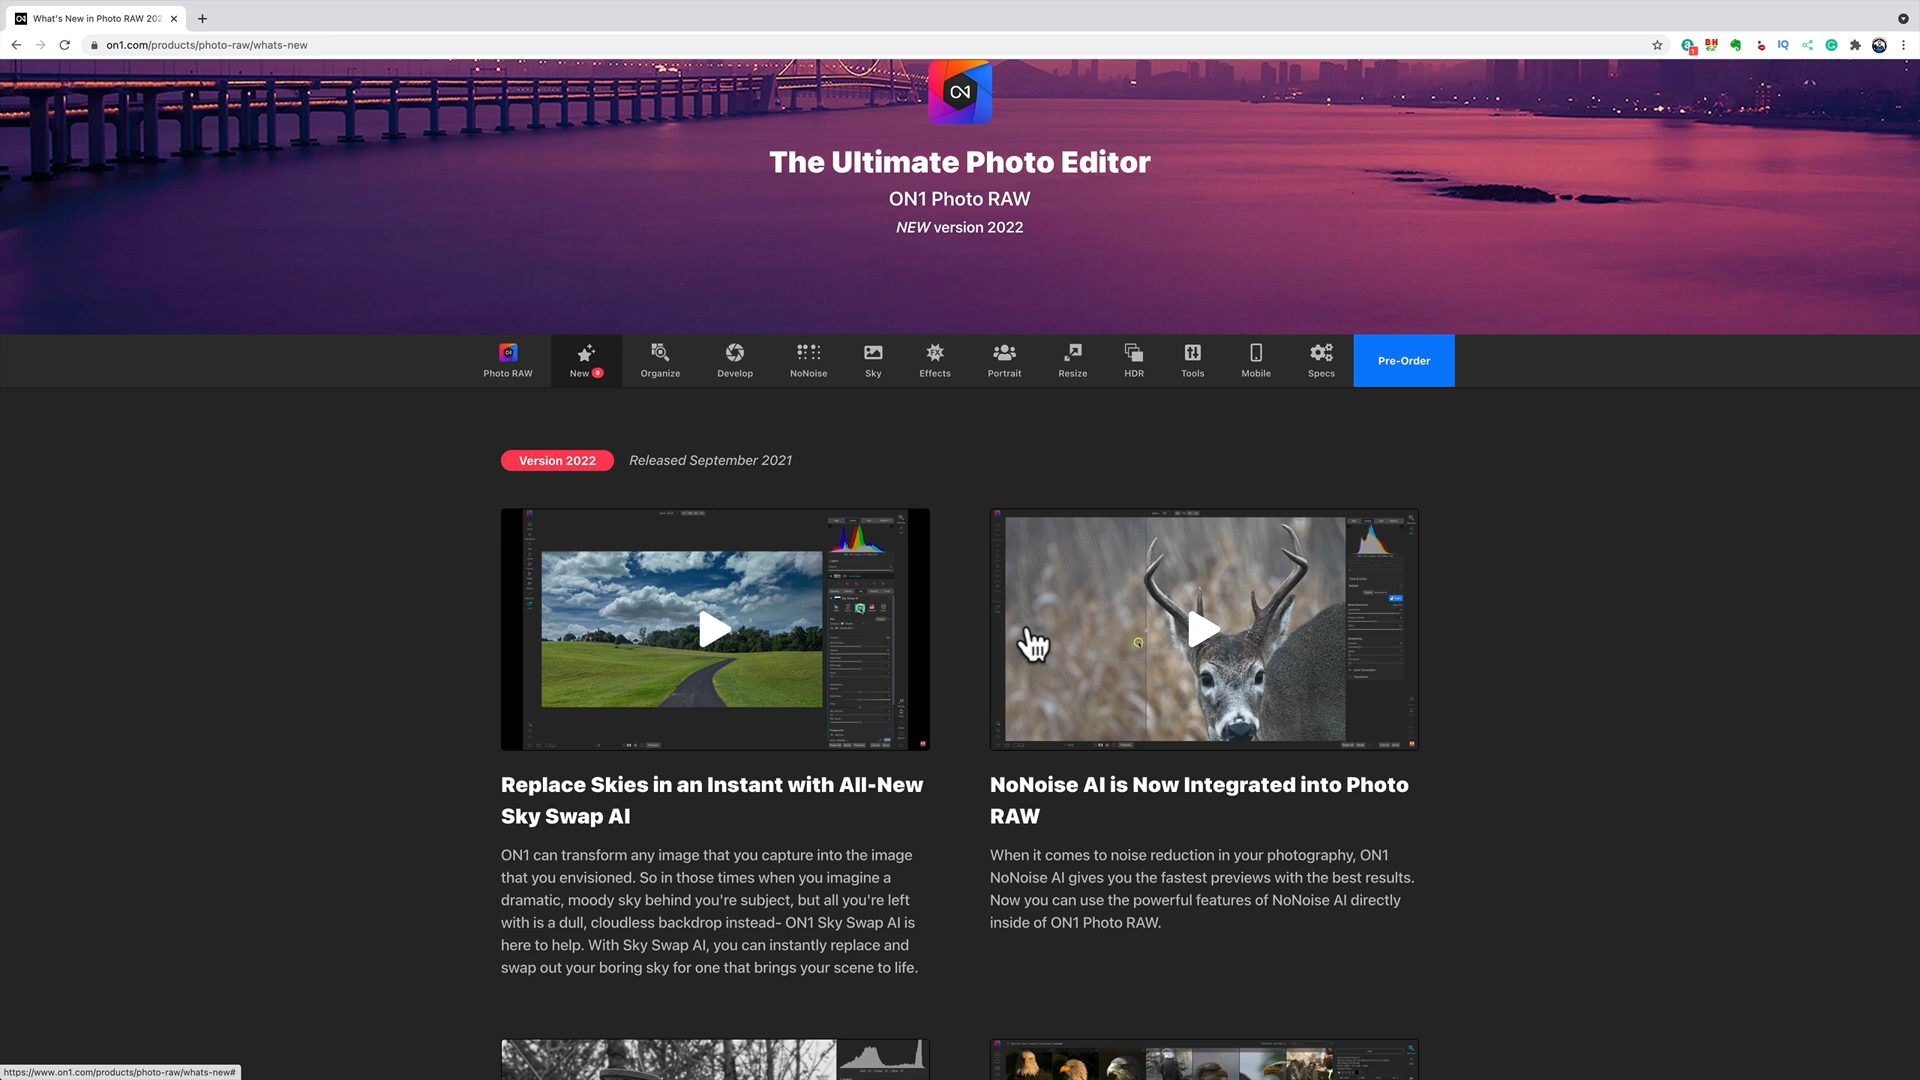 What's New in Photo RAW 202
on1.com/products/photo-raw/whats-new
The Ultimate Photo Editor
ON1 Photo RAW
NEW version 2022
Photo RAW
New 9
Organize
Develop
NoNoise
Sky
Effects
Portrait
Resize
HDR
Tools
Mobile
Specs
Pre-Order
Version 2022 Released September 2021
Replace Skies in an Instant with All-New
Sky Swap AI
ON1 can transform any image that you capture into the image
that you envisioned. So in those times when you imagine a
dramatic, moody sky behind you're subject, but all you're left
with is a dull, cloudless backdrop instead- ON1 Sky Swap AI is
here to help. With Sky Swap AI, you can instantly replace and
swap out your boring sky for one that brings your scene to life.
NoNoise AI is Now Integrated into Photo
RAW
When it comes to noise reduction in your photography, ON1
NoNoise AI gives you the fastest previews with the best results.
Now you can use the powerful features of NoNoise AI directly
inside of ON1 Photo RAW.
https://www.on1.com/products/photo-raw/whats-new#